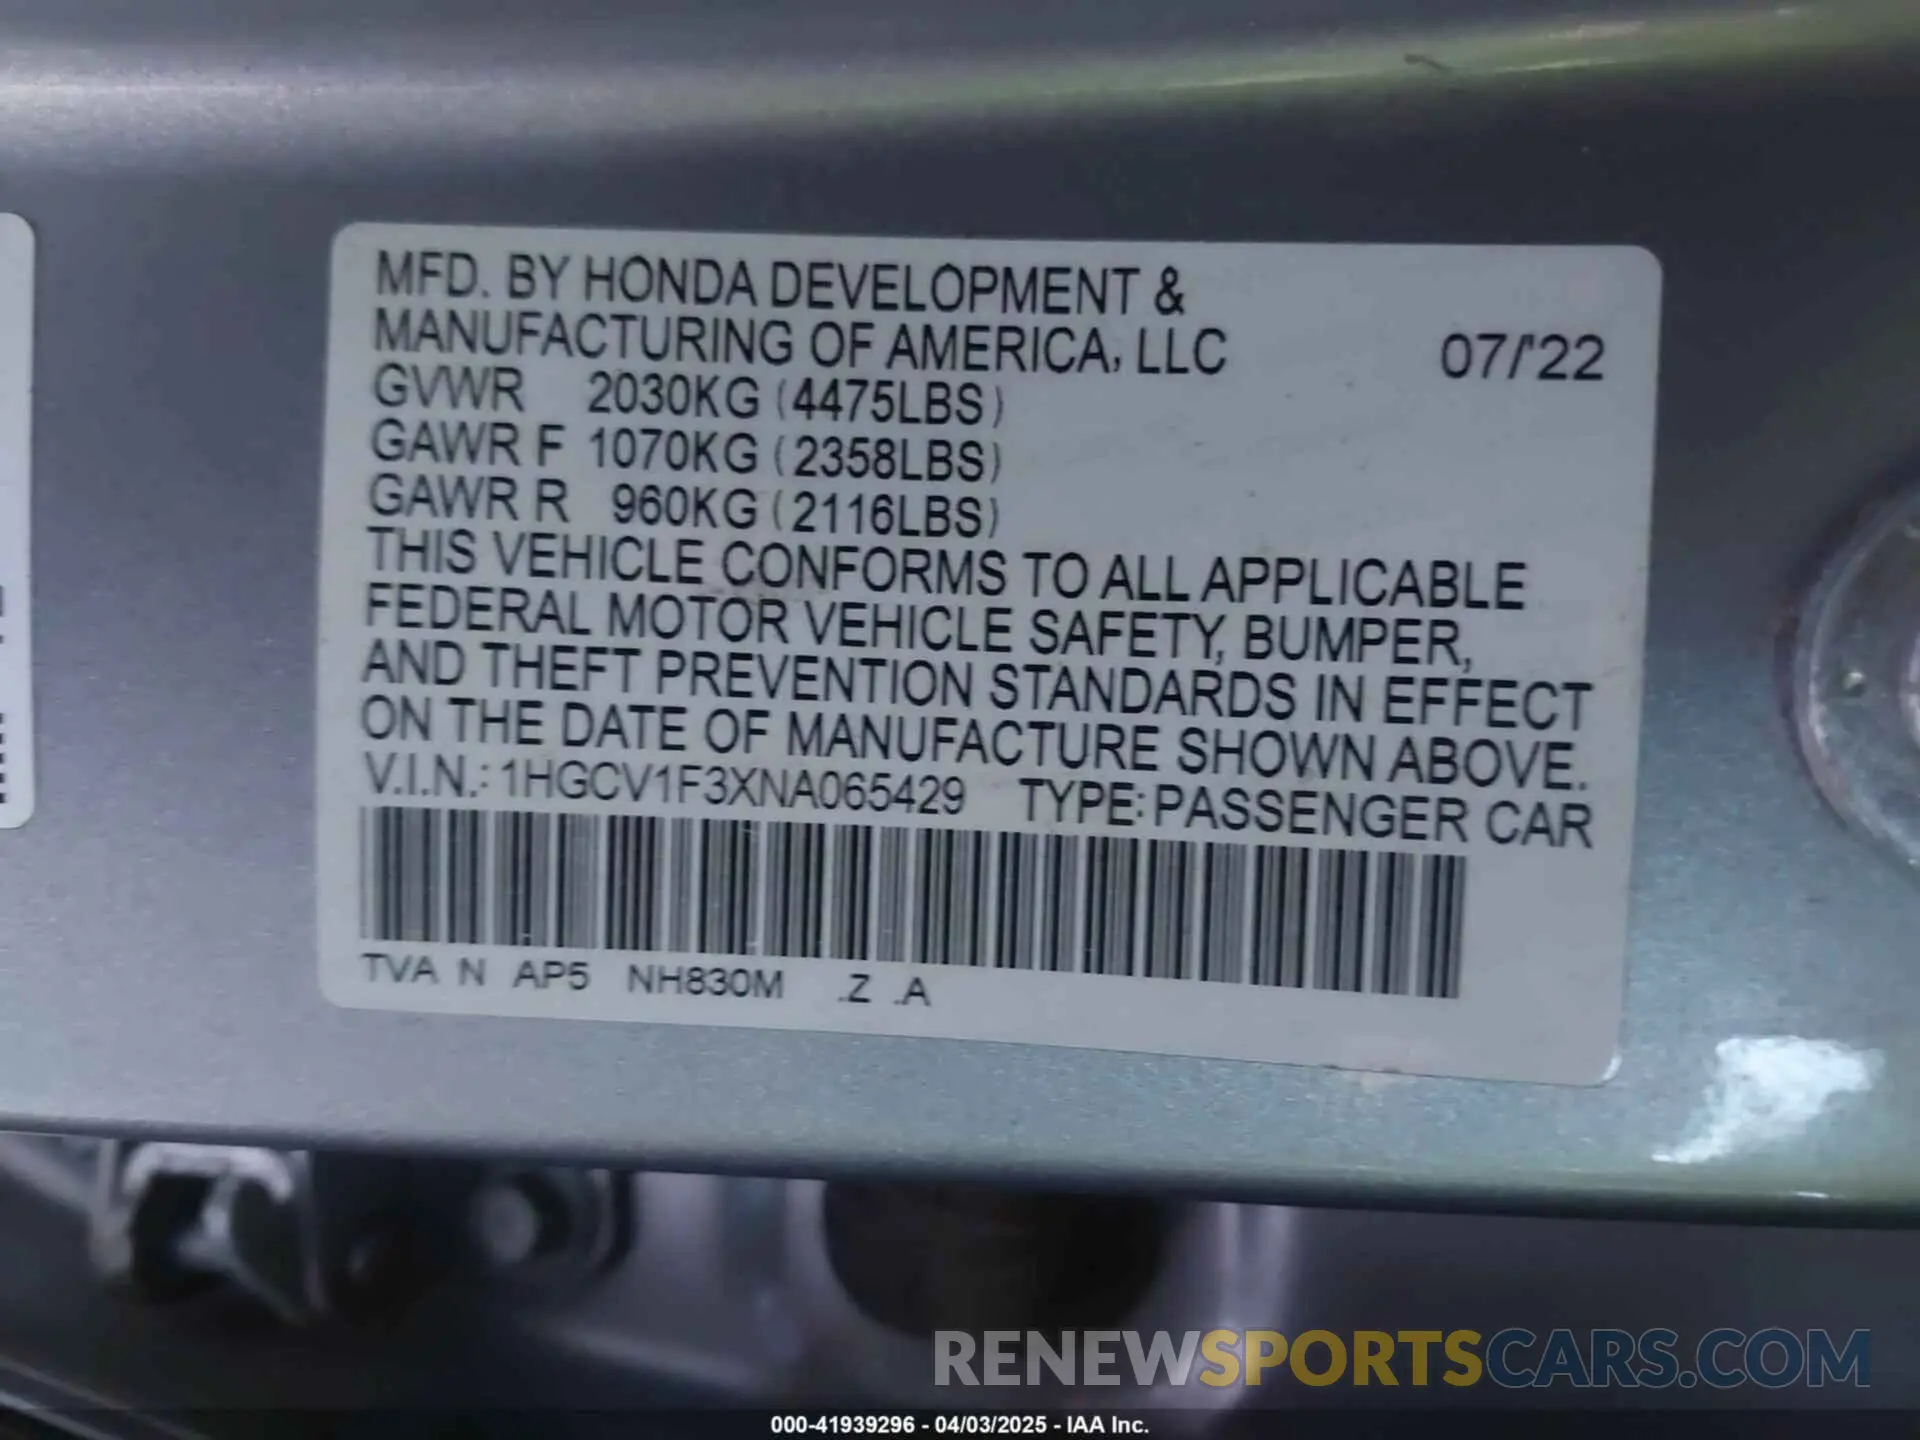 MFD. BY HONDA DEVELOPMENT &
MANUFACTURING OF AMERICA, LLC 07/'22
GVWR 2030KG (4475LBS)
GAWR F 1070KG (2358LBS)
GAWR R 960KG (2116LBS)
THIS VEHICLE CONFORMS TO ALL APPLICABLE
FEDERAL MOTOR VEHICLE SAFETY, BUMPER,
AND THEFT PREVENTION STANDARDS IN EFFECT
ON THE DATE OF MANUFACTURE SHOWN ABOVE.
V.I.N.: 1HGCV1F3XNA065429 TYPE: PASSENGER CAR
TVA N AP5 NH830M .Z .A
RENEWSPORTSCARS.COM
000-41939296 - 04/03/2025 - IAA Inc.